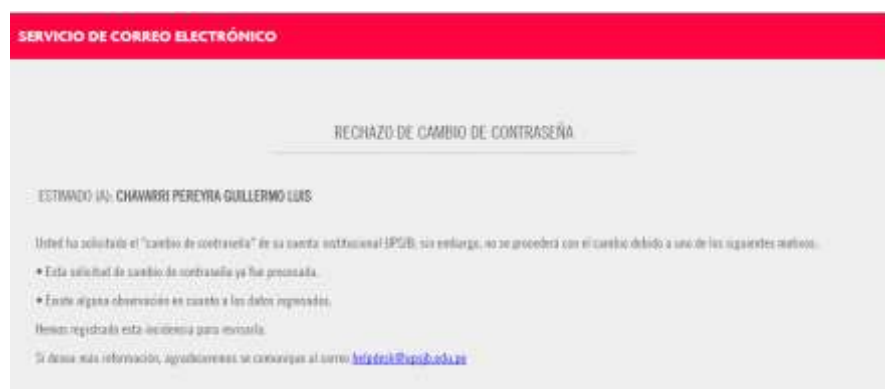 SERVICIO DE CORREO ELECTRÓNICO
RECHAZO DE CAMBIO DE CONTRASEÑA
ESTIMADO (A): CHAVARRI PEREYRA GUILLERMO LUIS
Usted ha solicitado el "cambio de contraseña" de su cuenta institucional UPSJB; sin embargo, no se procederá con el cambio debido a uno de los siguientes motivos:
• Esta solicitud de cambio de contraseña ya fue procesada.
• Existe alguna observación en cuanto a los datos ingresados.
Hemos registrado esta incidencia para revisarla.
Si desea más información, agradeceremos se comunique al correo helpdesk@upsjb.edu.pe